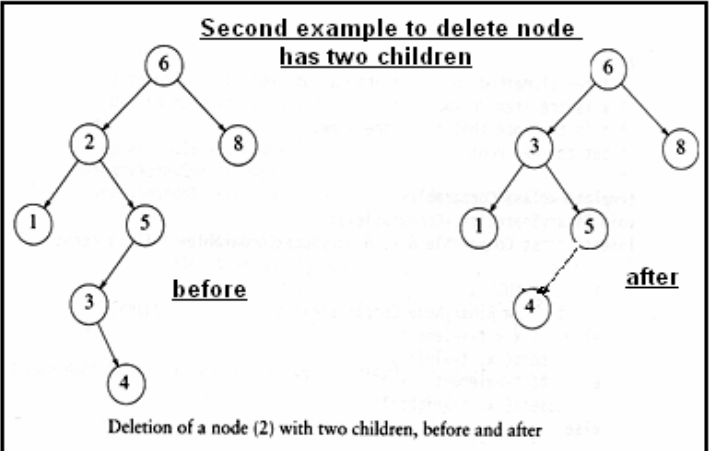 Second example to delete node
has two children
6
6
2
8
3
8
1
5
1
5
before
after
3
4
4
Deletion of a node (2) with two children, before and after